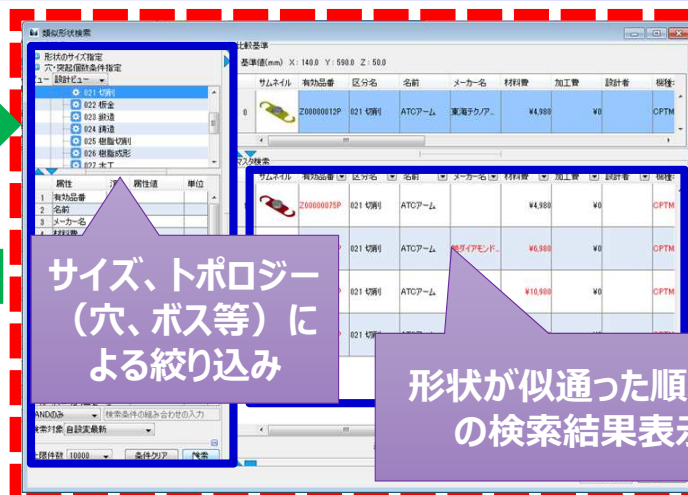 類似形状検索
形状のサイズ指定
穴・突起個数条件指定
設計ビュー
021 切削
022 板金
023 鍛造
024 鋳造
025 樹脂切削
026 樹脂成形
027 木工
属性 属性値 単位
1 有効品番
2 名前
3 メーカー名
4 材料費
サイズ、トポロジー
（穴、ボス等）に
よる絞り込み
ANDのみ 検索条件の組み合わせの入力
検索対象 自設変最新
上限件数 10000 条件クリア 検索
比較基準
基準値(mm) X: 140.0 Y: 590.0 Z: 50.0
サムネイル 有効品番 区分名 名前 メーカー名 材料費 加工費 設計者 機種:
0 Z00000012P 021 切削 ATCアーム 東海テクノア.. ¥4,980 ¥0 CPTM
マスタ検索
サムネイル 有効品番 区分名 名前 メーカー名 材料費 加工費 設計者 機種:
Z00000075P 021 切削 ATCアーム ¥4,980 ¥0 CPTM
021 切削 ATCアーム ダイアモンド.. ¥6,980 ¥0 CPTM
021 切削 ATCアーム ¥10,980 ¥0 CPTM
021 切削
形状が似通った順
の検索結果表示